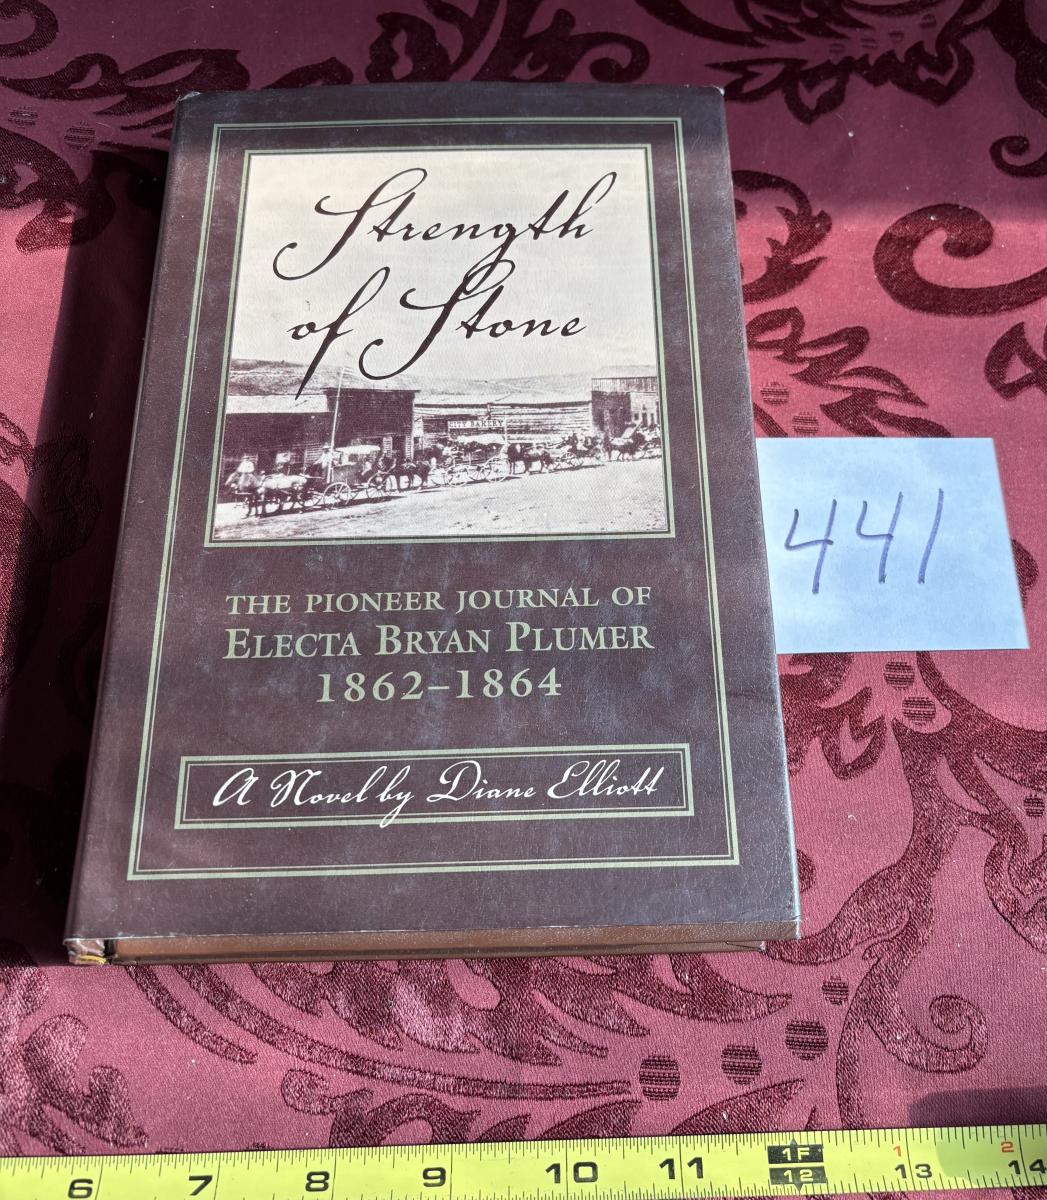 Strength
of Stone
CITY BAKERY
THE PIONEER JOURNAL OF
ELECTA BRYAN PLUMER
1862–1864
A Novel by Diane Elliott
441
6 7 8 9 10 11 1F 12 1 13 2 14